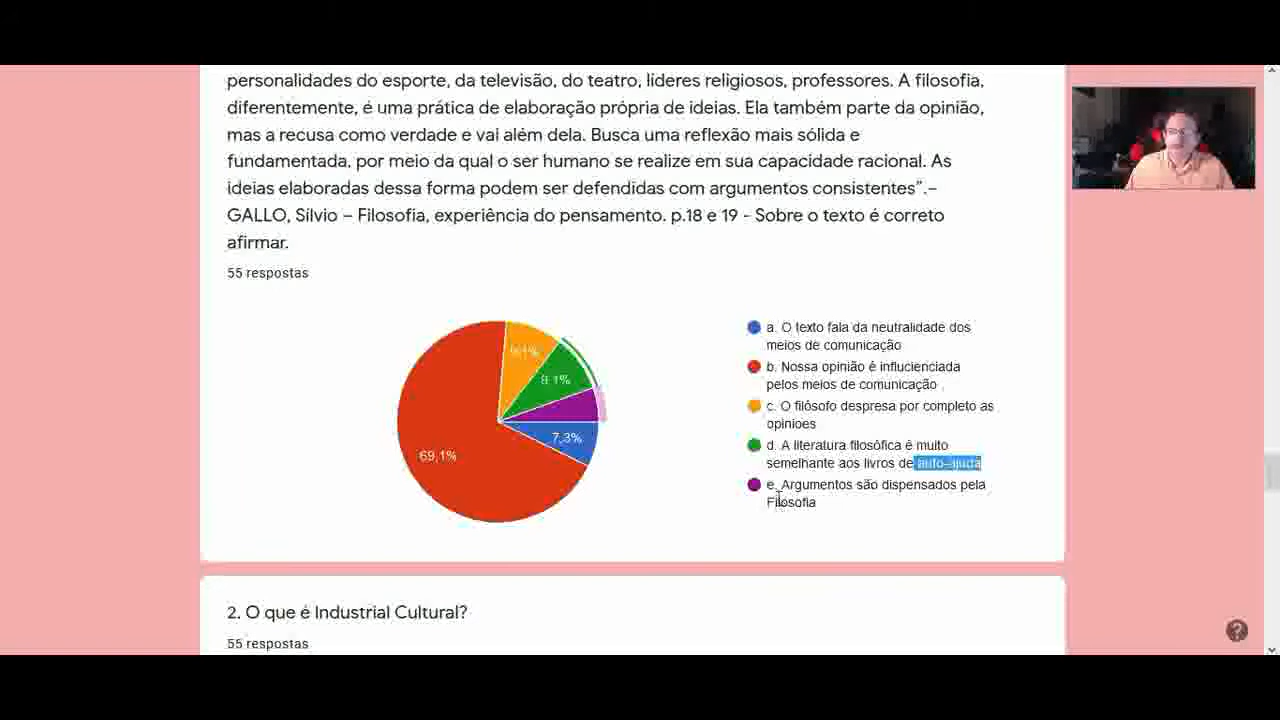 personalidades do esporte, da televisão, do teatro, líderes religiosos, professores. A filosofia,
diferentemente, é uma prática de elaboração própria de ideias. Ela também parte da opinião,
mas a recusa como verdade e vai além dela. Busca uma reflexão mais sólida e
fundamentada, por meio da qual o ser humano se realize em sua capacidade racional. As
ideias elaboradas dessa forma podem ser defendidas com argumentos consistentes”.–
GALLO, Silvio – Filosofia, experiência do pensamento. p.18 e 19 - Sobre o texto é correto
afirmar.
55 respostas
69,1%
9,1%
9,1%
7,3%
a. O texto fala da neutralidade dos
meios de comunicação
b. Nossa opinião é influcienciada
pelos meios de comunicação .
c. O filósofo despresa por completo as
opinioes
d. A literatura filosófica é muito
semelhante aos livros de auto-ajuda
e. Argumentos são dispensados pela
Filosofia
2. O que é Industrial Cultural?
55 respostas